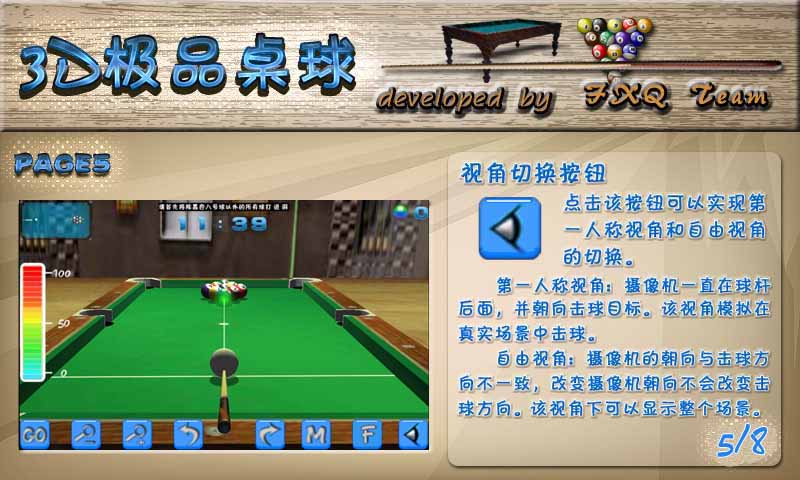 3D极品桌球
developed by FXQ Team
PAGE5
视角切换按钮
点击该按钮可以实现第
一人称视角和自由视角
的切换。
第一人称视角：摄像机一直在球杆
后面，并朝向击球目标。该视角模拟在
真实场景中击球。
自由视角：摄像机的朝向与击球方
向不一致，改变摄像机朝向不会改变击
球方向。该视角下可以显示整个场景。
:39
100
50
0
GO
M
F
5/8